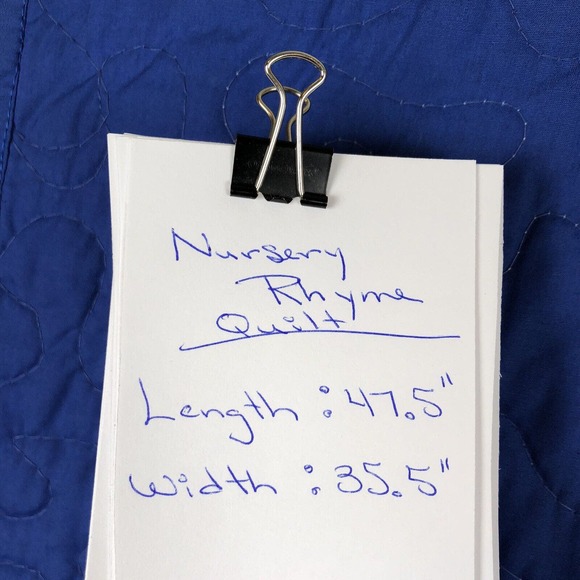 Nursery
Rhyme
Quilt
Length : 47.5"
Width : 35.5"